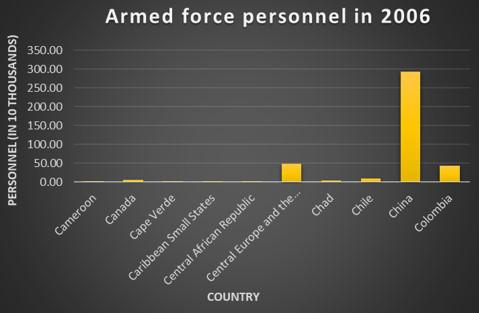 Armed force personnel in 2006
PERSONNEL (IN 10 THOUSANDS)
350.00
300.00
250.00
200.00
150.00
100.00
50.00
0.00
Cameroon
Canada
Cape Verde
Caribbean Small States
Central African Republic
Central Europe and the...
Chad
Chile
China
Colombia
COUNTRY